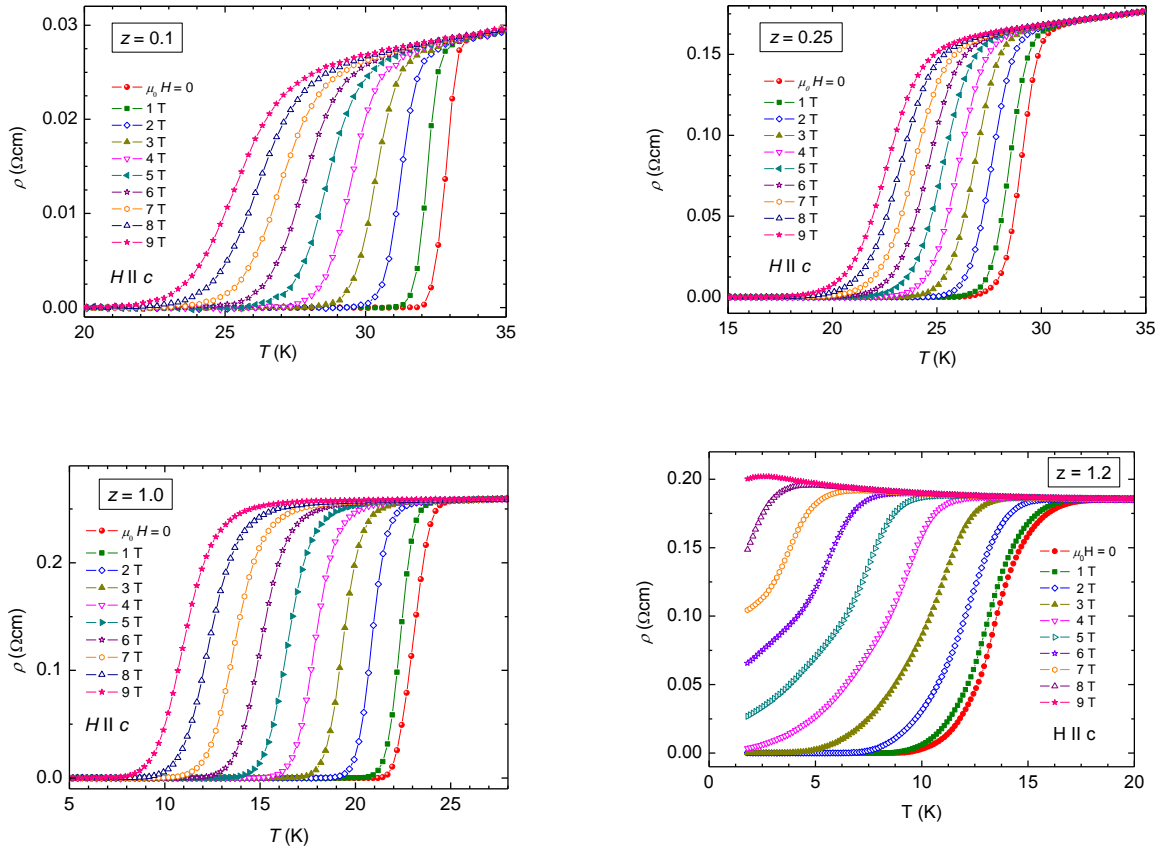 z = 0.1
0.03
0.02
0.01
0.00
ρ (Ωcm)
μ₀ H = 0
1 T
2 T
3 T
4 T
5 T
6 T
7 T
8 T
9 T
H II c
20 25 30 35
T (K)
z = 0.25
0.15
0.10
0.05
0.00
ρ (Ωcm)
μ₀ H = 0
1 T
2 T
3 T
4 T
5 T
6 T
7 T
8 T
9 T
H II c
15 20 25 30 35
T (K)
z = 1.0
0.2
0.1
0.0
ρ (Ωcm)
μ₀ H = 0
1 T
2 T
3 T
4 T
5 T
6 T
7 T
8 T
9 T
H II c
5 10 15 20 25
T (K)
z = 1.2
0.20
0.15
0.10
0.05
0.00
ρ (Ωcm)
μ₀H = 0
1 T
2 T
3 T
4 T
5 T
6 T
7 T
8 T
9 T
H II c
0 5 10 15 20
T (K)